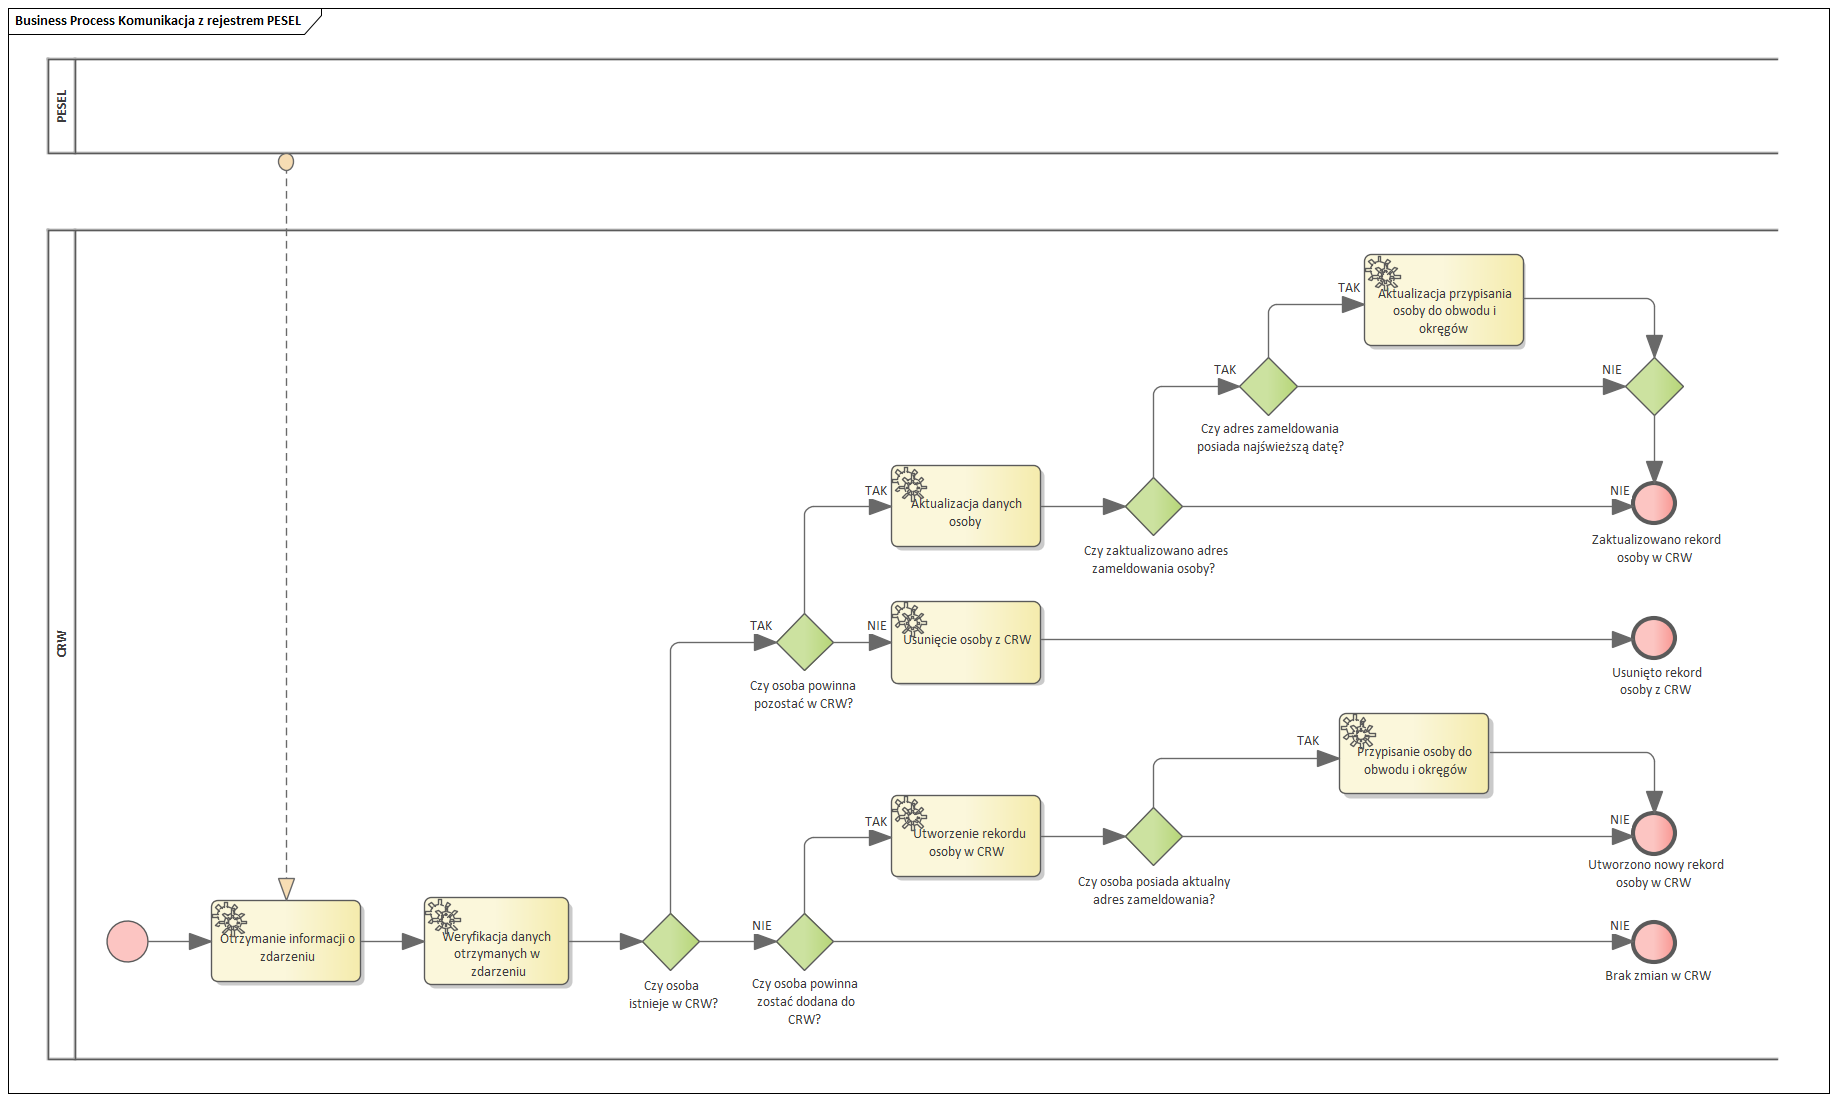 Business Process Komunikacja z rejestrem PESEL
PESEL
CRW
TAK
Aktualizacja przypisania
osoby do obwodu i
okręgów
TAK
NIE
Czy adres zameldowania
posiada najświeższą datę?
TAK
Aktualizacja danych
osoby
NIE
Czy zaktualizowano adres
zameldowania osoby?
Zaktualizowano rekord
osoby w CRW
TAK
NIE
Usunięcie osoby z CRW
Czy osoba powinna
pozostać w CRW?
Usunięto rekord
osoby z CRW
TAK
Przypisanie osoby do
obwodu i okręgów
TAK
Utworzenie rekordu
osoby w CRW
NIE
Czy osoba posiada aktualny
adres zameldowania?
Utworzono nowy rekord
osoby w CRW
Otrzymanie informacji o
zdarzeniu
Weryfikacja danych
otrzymanych w
zdarzeniu
NIE
NIE
Czy osoba
istnieje w CRW?
Czy osoba powinna
zostać dodana do
CRW?
Brak zmian w CRW